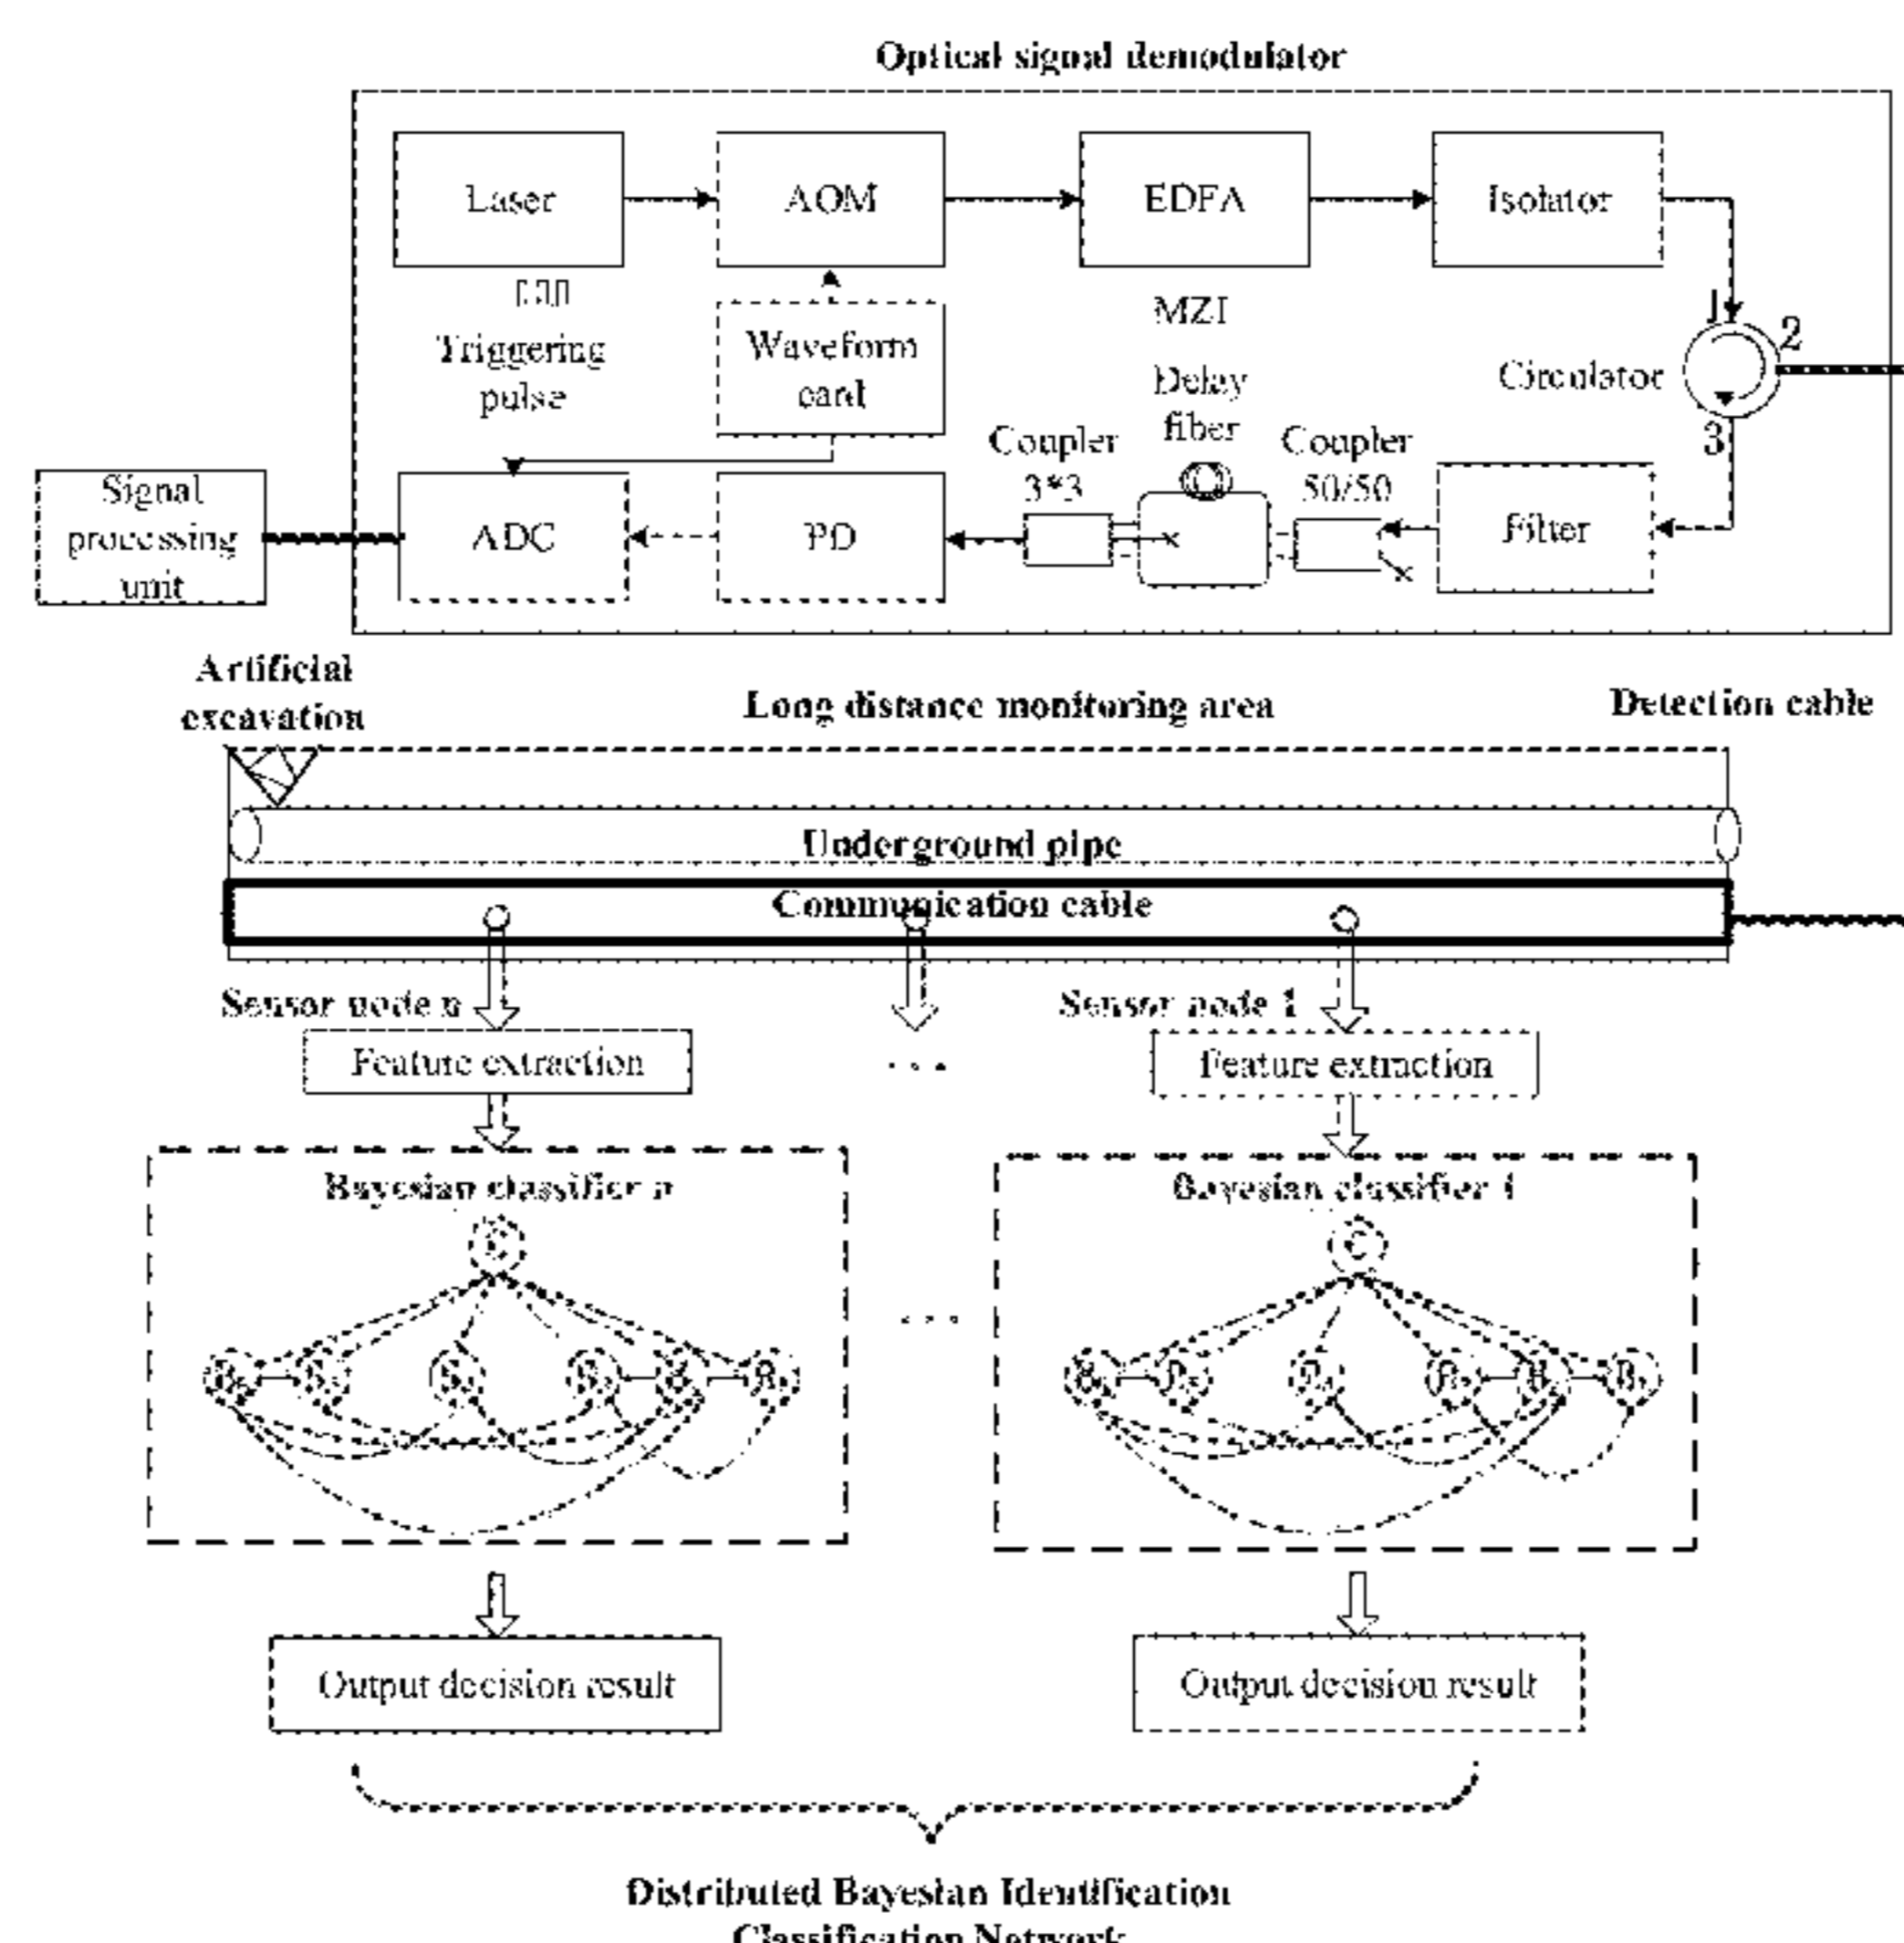 Optical signal demodulator
Laser
AOM
EDFA
Isolator
Triggering
pulse
Waveform
card
MZI
Delay
fiber
Circulator
1
2
3
Coupler
3*3
Coupler
50/50
Signal
processing
unit
ADC
PD
Filter
Artificial
excavation
Long distance monitoring area
Detection cable
Underground pipe
Communication cable
Sensor node n
Sensor node 1
Feature extraction
...
Feature extraction
Bayesian classifier n
Bayesian classifier 1
C
C
...
Output decision result
Output decision result
Distributed Bayesian Identification
Classification Network